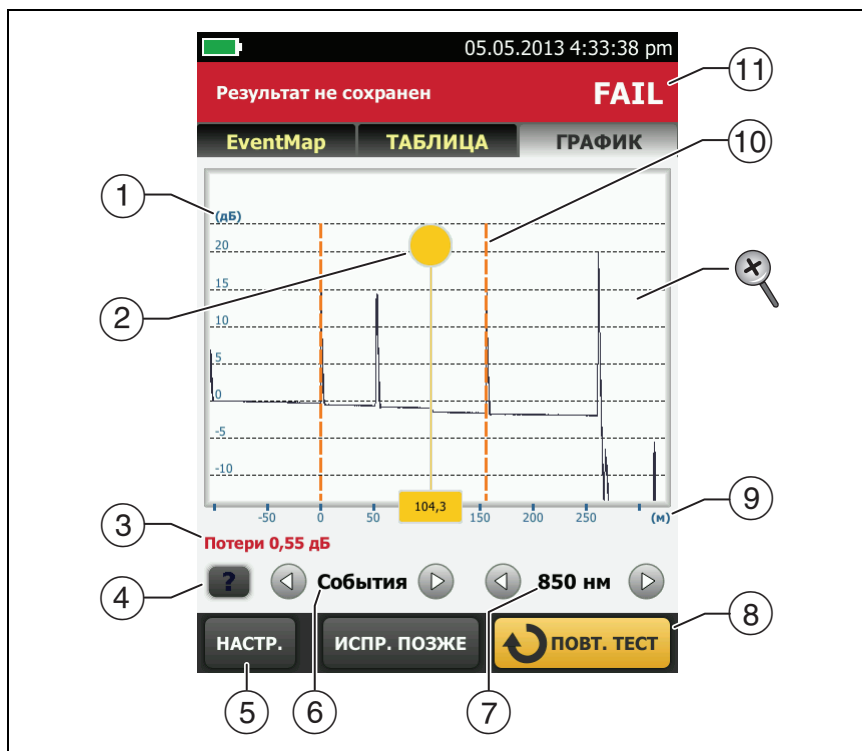 05.05.2013 4:33:38 pm
Результат не сохранен FAIL
EventMap ТАБЛИЦА ГРАФИК
(дБ)
20
15
10
5
0
-5
-10
104,3
-50 0 50 150 200 250 (м)
Потери 0,55 дБ
? События 850 нм
НАСТР. ИСПР. ПОЗЖЕ ПОВТ. ТЕСТ
1
2
3
4
5
6
7
8
9
10
11